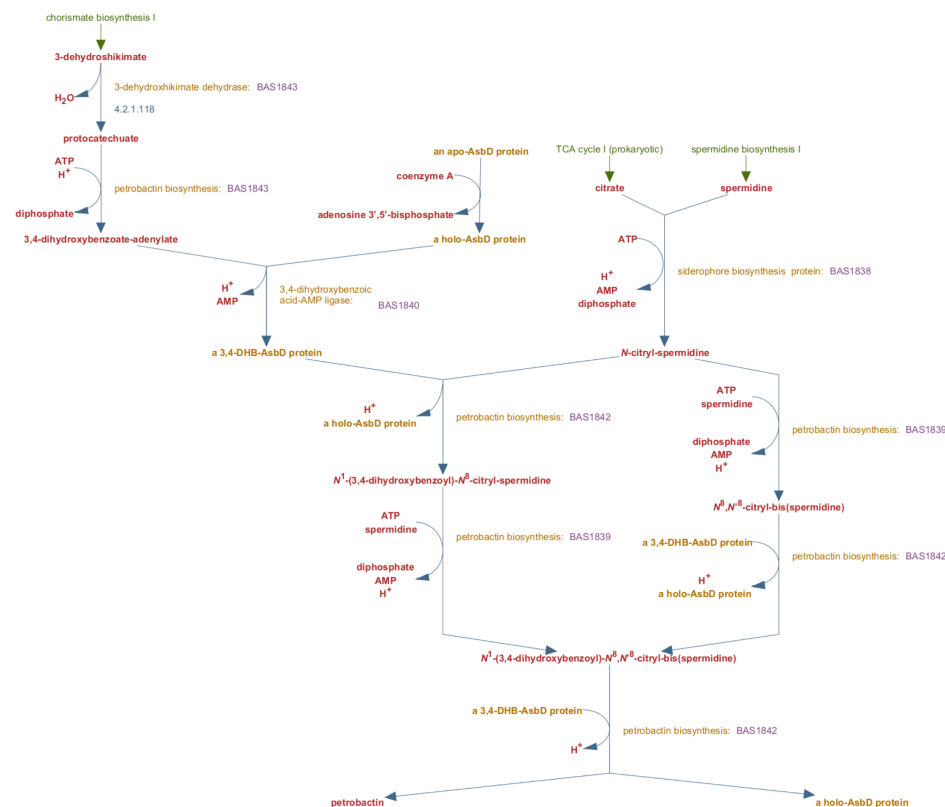 chorismate biosynthesis I
3-dehydroshikimate
3-dehydroxhikimate dehydrase: BAS1843
H2O
4.2.1.118
protocatechuate
ATP
H+
petrobactin biosynthesis: BAS1843
diphosphate
3,4-dihydroxybenzoate-adenylate
an apo-AsbD protein
coenzyme A
adenosine 3',5'-bisphosphate
a holo-AsbD protein
TCA cycle I (prokaryotic)
spermidine biosynthesis I
citrate
spermidine
ATP
siderophore biosynthesis protein: BAS1838
H+
AMP
diphosphate
H+
AMP
3,4-dihydroxybenzoic
acid-AMP ligase: BAS1840
a 3,4-DHB-AsbD protein
N-citryl-spermidine
H+
a holo-AsbD protein
petrobactin biosynthesis: BAS1842
ATP
spermidine
petrobactin biosynthesis: BAS1839
diphosphate
AMP
H+
N1-(3,4-dihydroxybenzoyl)-N8-citryl-spermidine
N8,N'8-citryl-bis(spermidine)
ATP
spermidine
petrobactin biosynthesis: BAS1839
diphosphate
AMP
H+
a 3,4-DHB-AsbD protein
petrobactin biosynthesis: BAS1842
H+
a holo-AsbD protein
N1-(3,4-dihydroxybenzoyl)-N8,N'8-citryl-bis(spermidine)
a 3,4-DHB-AsbD protein
petrobactin biosynthesis: BAS1842
H+
petrobactin
a holo-AsbD protein